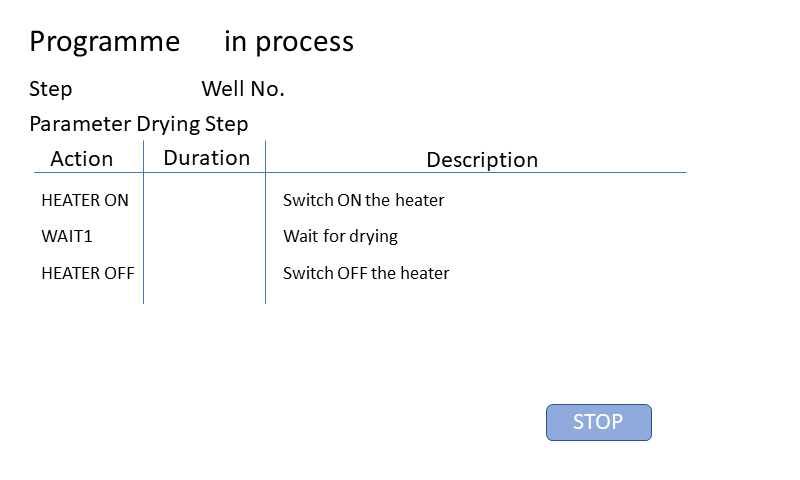 Programme in process
Step Well No.
Parameter Drying Step
Action Duration Description
HEATER ON Switch ON the heater
WAIT1 Wait for drying
HEATER OFF Switch OFF the heater
STOP